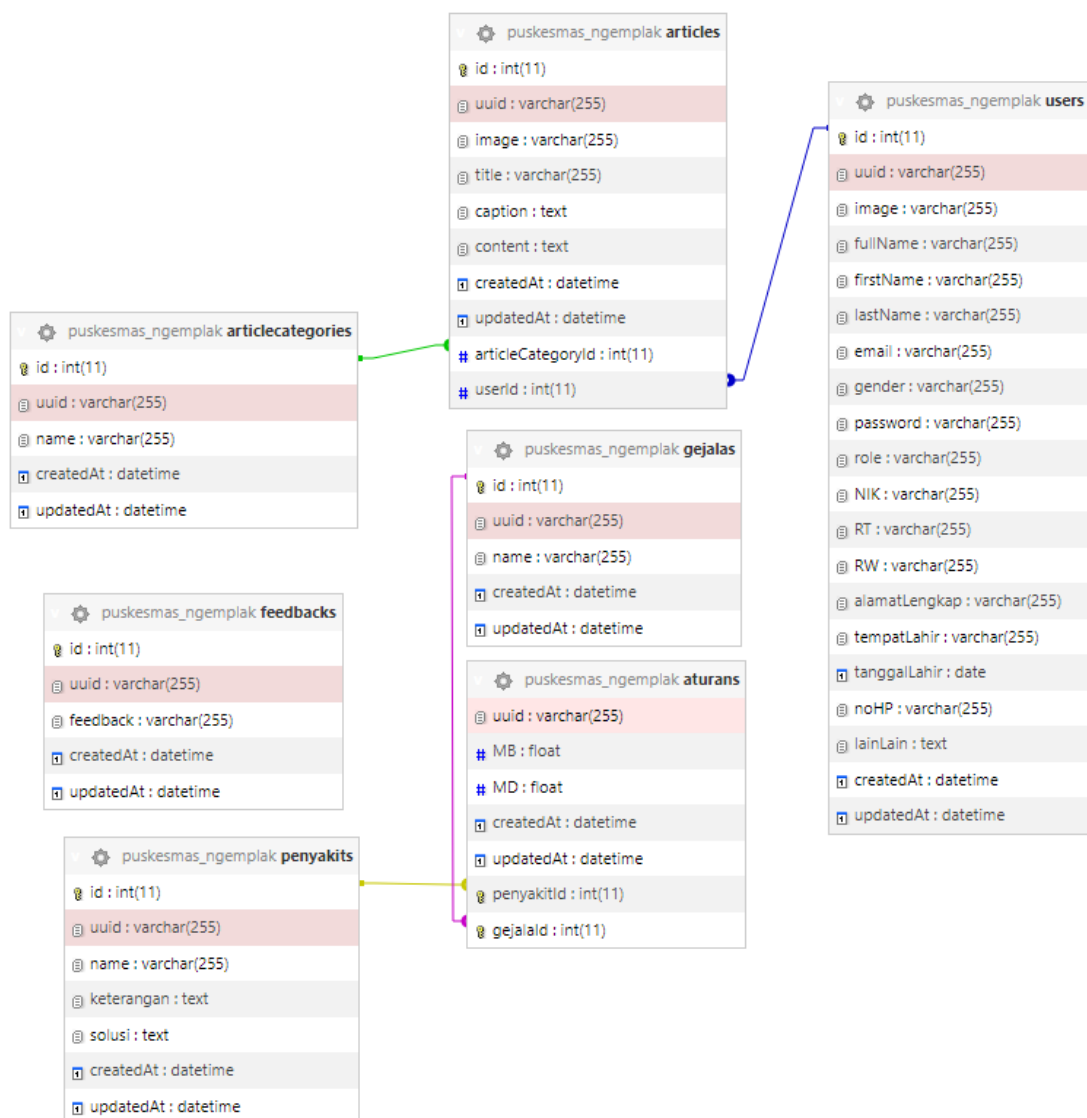 puskesmas_ngemplak articles
id : int(11)
uuid : varchar(255)
image : varchar(255)
title : varchar(255)
caption : text
content : text
createdAt : datetime
updatedAt : datetime
articleCategoryId : int(11)
userId : int(11)
puskesmas_ngemplak users
id : int(11)
uuid : varchar(255)
image : varchar(255)
fullName : varchar(255)
firstName : varchar(255)
lastName : varchar(255)
email : varchar(255)
gender : varchar(255)
password : varchar(255)
role : varchar(255)
NIK : varchar(255)
RT : varchar(255)
RW : varchar(255)
alamatLengkap : varchar(255)
tempatLahir : varchar(255)
tanggalLahir : date
noHP : varchar(255)
lainLain : text
createdAt : datetime
updatedAt : datetime
puskesmas_ngemplak articlecategories
id : int(11)
uuid : varchar(255)
name : varchar(255)
createdAt : datetime
updatedAt : datetime
puskesmas_ngemplak gejalas
id : int(11)
uuid : varchar(255)
name : varchar(255)
createdAt : datetime
updatedAt : datetime
puskesmas_ngemplak feedbacks
id : int(11)
uuid : varchar(255)
feedback : varchar(255)
createdAt : datetime
updatedAt : datetime
puskesmas_ngemplak aturans
uuid : varchar(255)
MB : float
MD : float
createdAt : datetime
updatedAt : datetime
penyakitId : int(11)
gejalaId : int(11)
puskesmas_ngemplak penyakits
id : int(11)
uuid : varchar(255)
name : varchar(255)
keterangan : text
solusi : text
createdAt : datetime
updatedAt : datetime